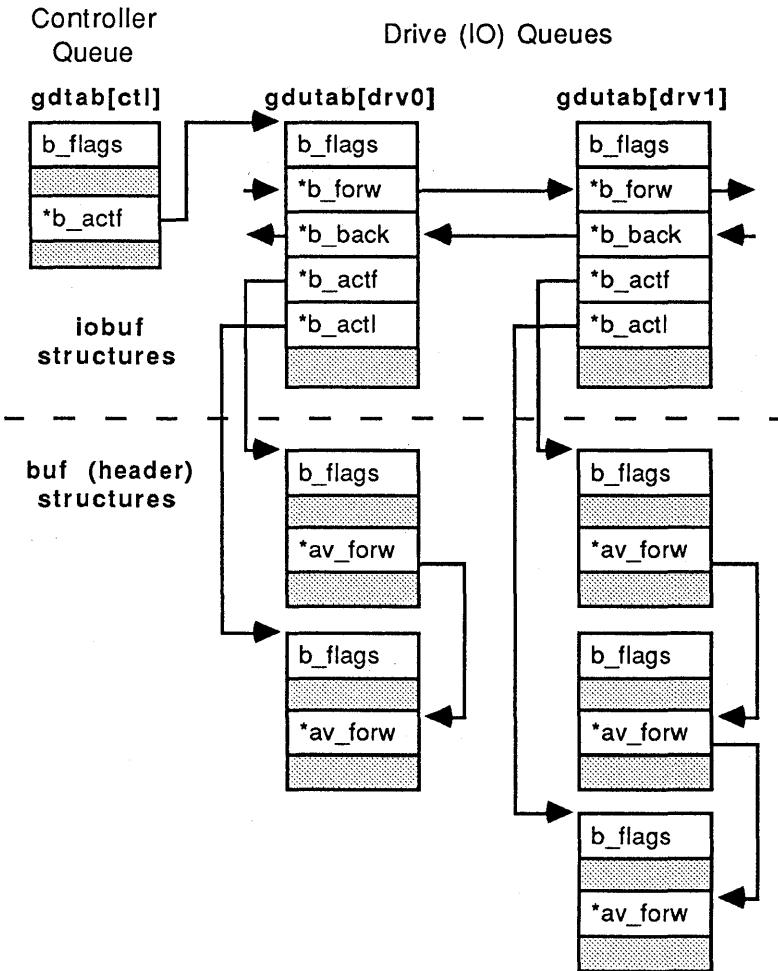 Controller
Queue
Drive (IO) Queues
gdtab[ctl]
gdutab[drv0]
gdutab[drv1]
b_flags
*b_actf
b_flags
*b_forw
*b_back
*b_actf
*b_actl
b_flags
*b_forw
*b_back
*b_actf
*b_actl
iobuf
structures
buf (header)
structures
b_flags
*av_forw
b_flags
*av_forw
b_flags
*av_forw
b_flags
*av_forw
b_flags
*av_forw